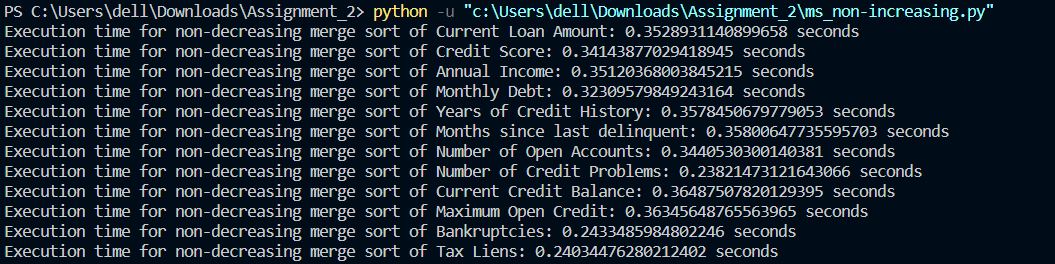 PS C:\Users\dell\Downloads\Assignment_2> python -u "c:\Users\dell\Downloads\Assignment_2\ms_non-increasing.py"
Execution time for non-decreasing merge sort of Current Loan Amount: 0.3528931140899658 seconds
Execution time for non-decreasing merge sort of Credit Score: 0.34143877029418945 seconds
Execution time for non-decreasing merge sort of Annual Income: 0.35120368003845215 seconds
Execution time for non-decreasing merge sort of Monthly Debt: 0.32309579849243164 seconds
Execution time for non-decreasing merge sort of Years of Credit History: 0.3578450679779053 seconds
Execution time for non-decreasing merge sort of Months since last delinquent: 0.35800647735595703 seconds
Execution time for non-decreasing merge sort of Number of Open Accounts: 0.3440530300140381 seconds
Execution time for non-decreasing merge sort of Number of Credit Problems: 0.23821473121643066 seconds
Execution time for non-decreasing merge sort of Current Credit Balance: 0.36487507820129395 seconds
Execution time for non-decreasing merge sort of Maximum Open Credit: 0.36345648765563965 seconds
Execution time for non-decreasing merge sort of Bankruptcies: 0.2433485984802246 seconds
Execution time for non-decreasing merge sort of Tax Liens: 0.24034476280212402 seconds